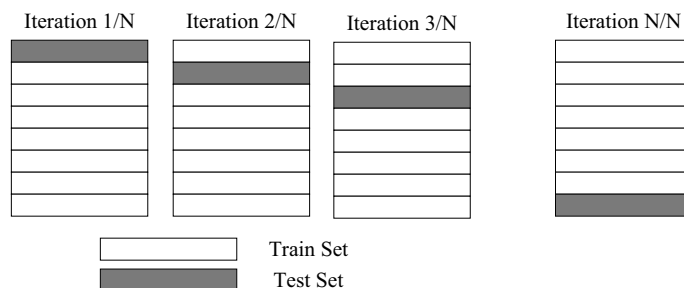 Iteration 1/N
Iteration 2/N
Iteration 3/N
Iteration N/N
Train Set
Test Set